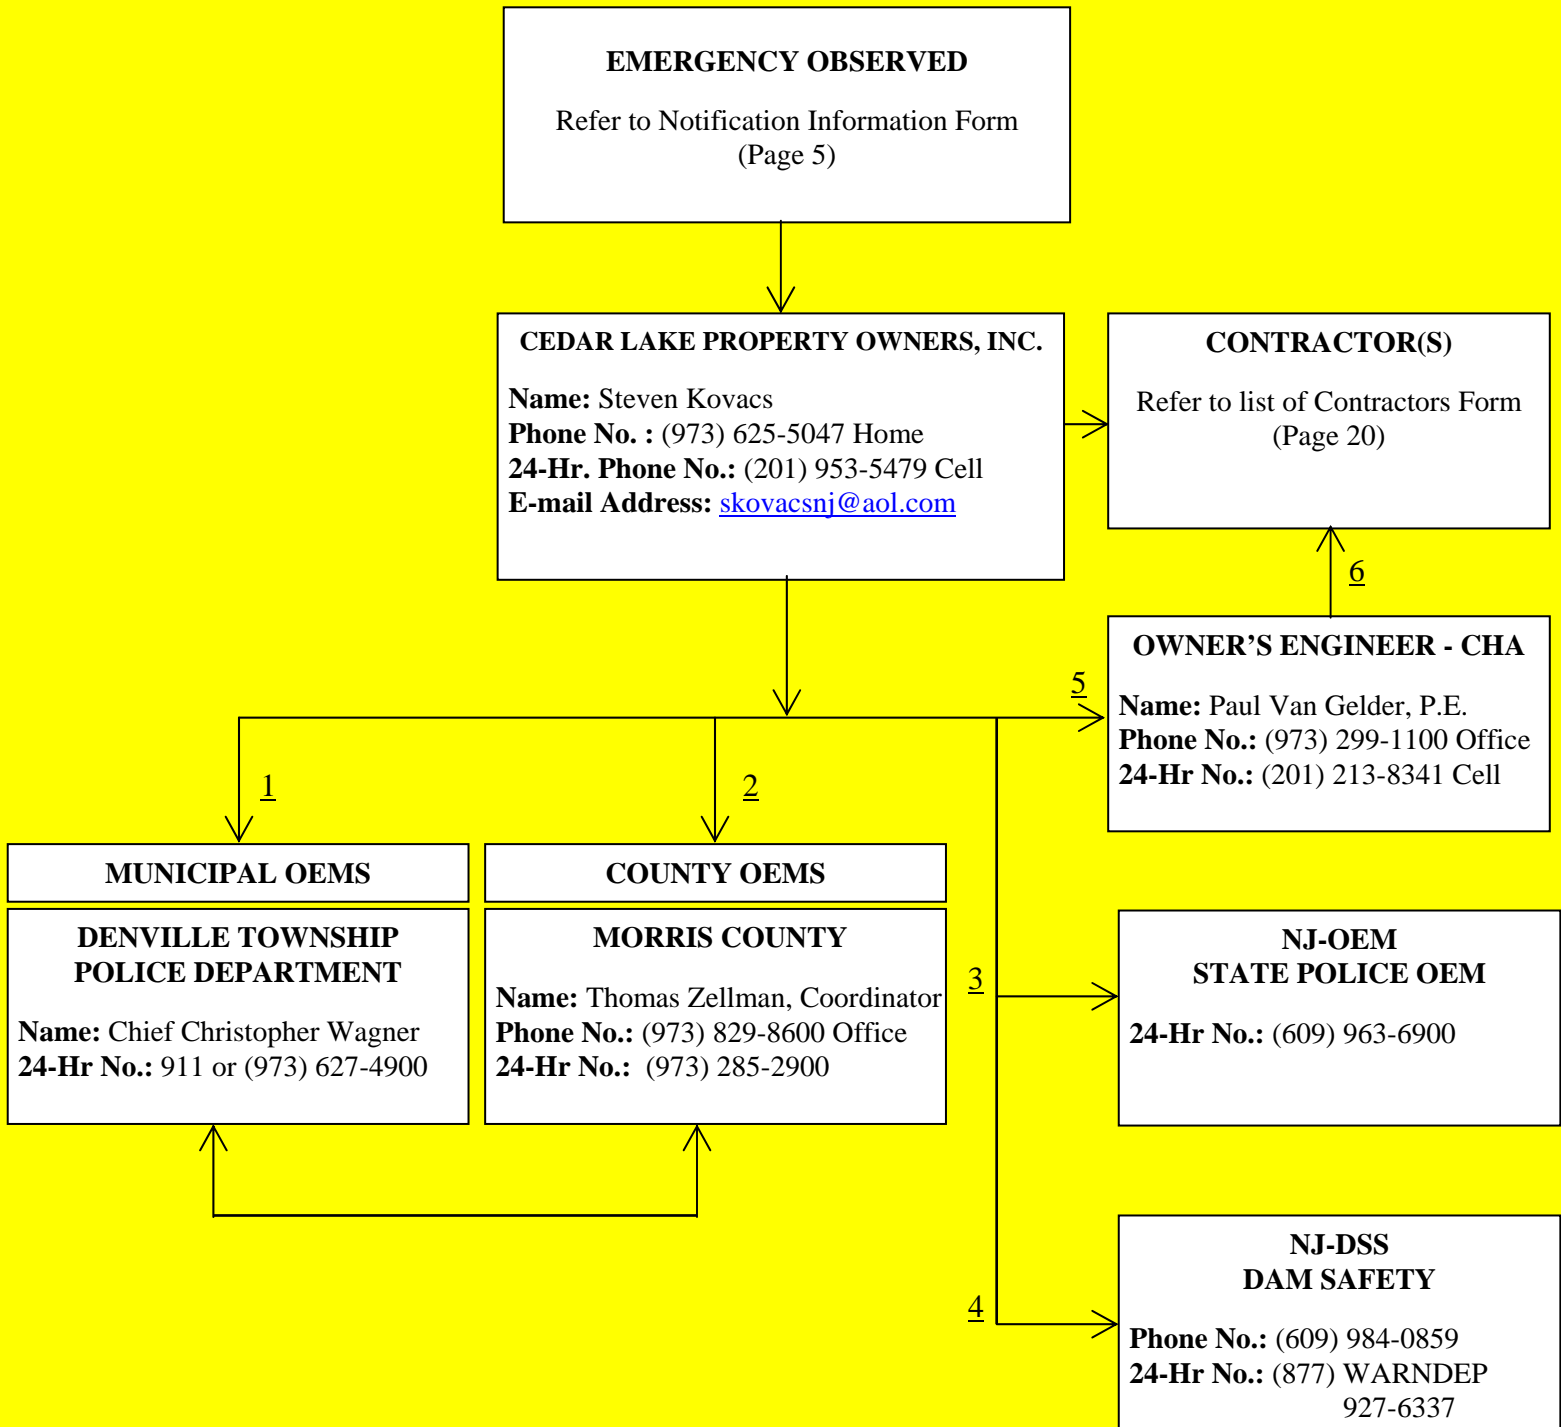 EMERGENCY OBSERVED
Refer to Notification Information Form
(Page 5)
CEDAR LAKE PROPERTY OWNERS, INC.
Name: Steven Kovacs
Phone No. : (973) 625-5047 Home
24-Hr. Phone No.: (201) 953-5479 Cell
E-mail Address: skovacsnj@aol.com
CONTRACTOR(S)
Refer to list of Contractors Form
(Page 20)
6
OWNER’S ENGINEER - CHA
Name: Paul Van Gelder, P.E.
Phone No.: (973) 299-1100 Office
24-Hr No.: (201) 213-8341 Cell
5
1
2
MUNICIPAL OEMS
DENVILLE TOWNSHIP
POLICE DEPARTMENT
Name: Chief Christopher Wagner
24-Hr No.: 911 or (973) 627-4900
COUNTY OEMS
MORRIS COUNTY
Name: Thomas Zellman, Coordinator
Phone No.: (973) 829-8600 Office
24-Hr No.: (973) 285-2900
3
NJ-OEM
STATE POLICE OEM
24-Hr No.: (609) 963-6900
4
NJ-DSS
DAM SAFETY
Phone No.: (609) 984-0859
24-Hr No.: (877) WARNDEP
927-6337